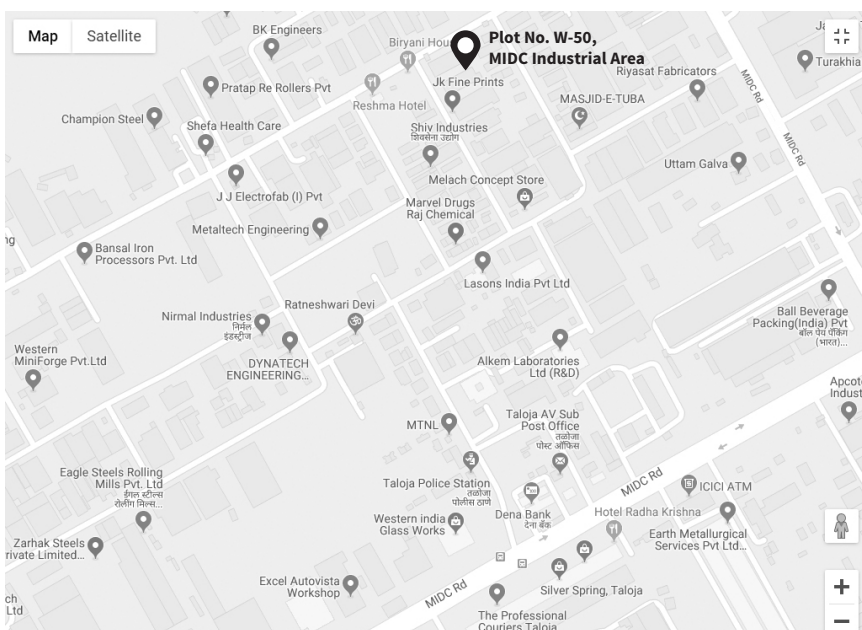 Map
Satellite
BK Engineers
Biryani Hou
Plot No. W-50,
MIDC Industrial Area
Ja
Turakhia
Riyasat Fabricators
MIDC Rd
Pratap Re Rollers Pvt
Reshma Hotel
Jk Fine Prints
MASJID-E-TUBA
Champion Steel
Shefa Health Care
Shiv Industries
शिवसेना उद्योग
MIDC Rd
Uttam Galva
J J Electrofab (I) Pvt
Melach Concept Store
Marvel Drugs
Raj Chemical
Metaltech Engineering
ng
Bansal Iron
Processors Pvt. Ltd
Lasons India Pvt Ltd
Ratneshwari Devi
Nirmal Industries
निर्मल
इंडस्ट्रीज
Ball Beverage
Packing(India) Pvt
बॉल पेय पॅकिंग
(भारत)...
DYNATECH
ENGINEERING...
Western
MiniForge Pvt.Ltd
Alkem Laboratories
Ltd (R&D)
Apcot
Indust
MTNL
Taloja AV Sub
Post Office
तळोजा
पोस्ट ऑफिस
Eagle Steels Rolling
Mills Pvt. Ltd
ईगल स्टील्स
रोलींग मिल्स...
Taloja Police Station
तळोजा
पोलीस ठाणे
MIDC Rd
ICICI ATM
Dena Bank
देना बैंक
Hotel Radha Krishna
Western india
Glass Works
Earth Metallurgical
Services Pvt Ltd...
Zarhak Steels
rivate Limited...
Excel Autovista
Workshop
MIDC Rd
Silver Spring, Taloja
ch
Ltd
The Professional
Couriers Taloja
+
−